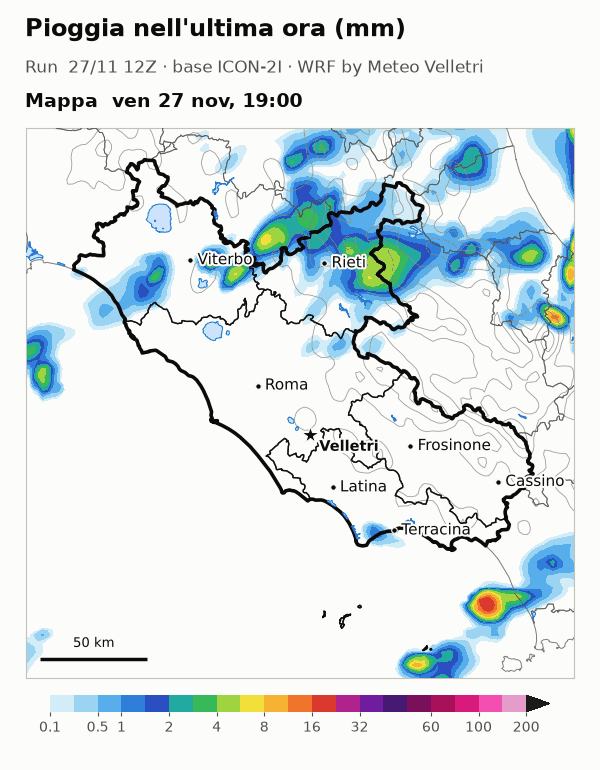 Pioggia nell'ultima ora (mm)
Run  27/11 12Z · base ICON-2I · WRF by Meteo Velletri
Mappa  ven 27 nov, 19:00
Viterbo
Rieti
Roma
Velletri
Frosinone
Latina
Cassino
Terracina
50 km
0.1 0.5 1 2 4 8 16 32 60 100 200